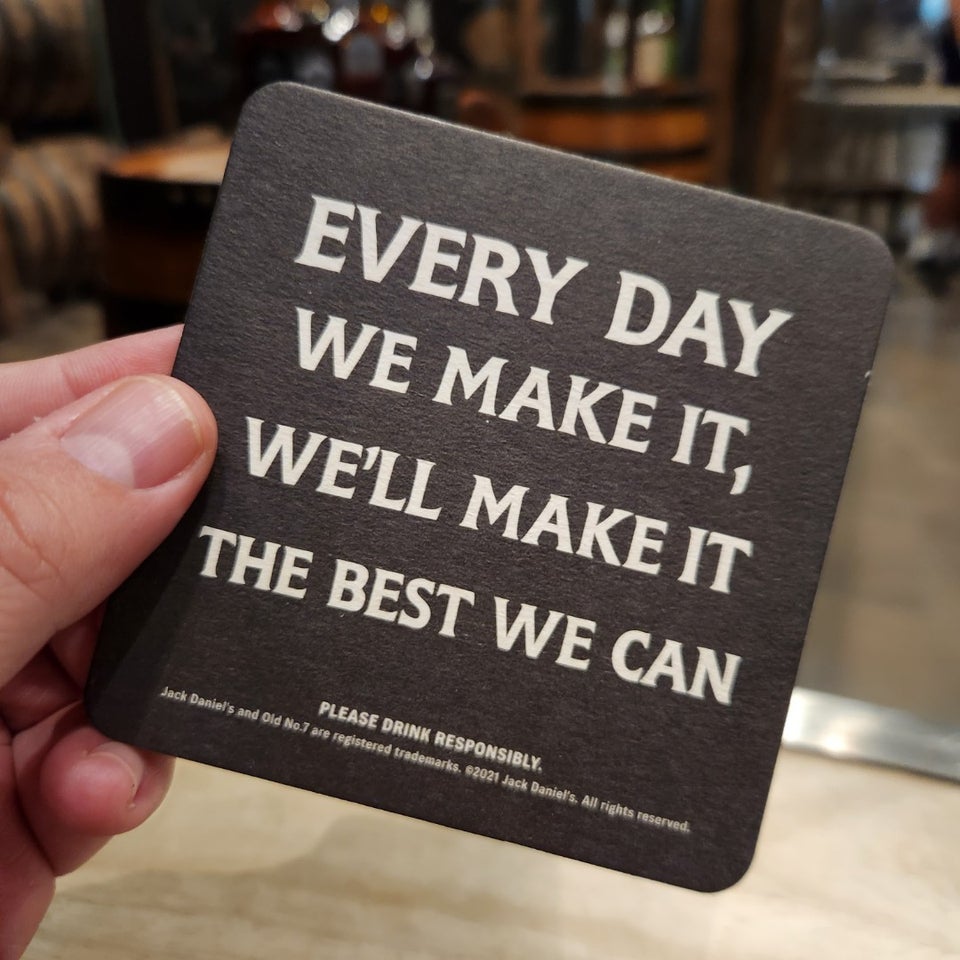 EVERY DAY
WE MAKE IT,
WE'LL MAKE IT
THE BEST WE CAN
PLEASE DRINK RESPONSIBLY.
Jack Daniel's and Old No.7 are registered trademarks. ©2021 Jack Daniel's. All rights reserved.